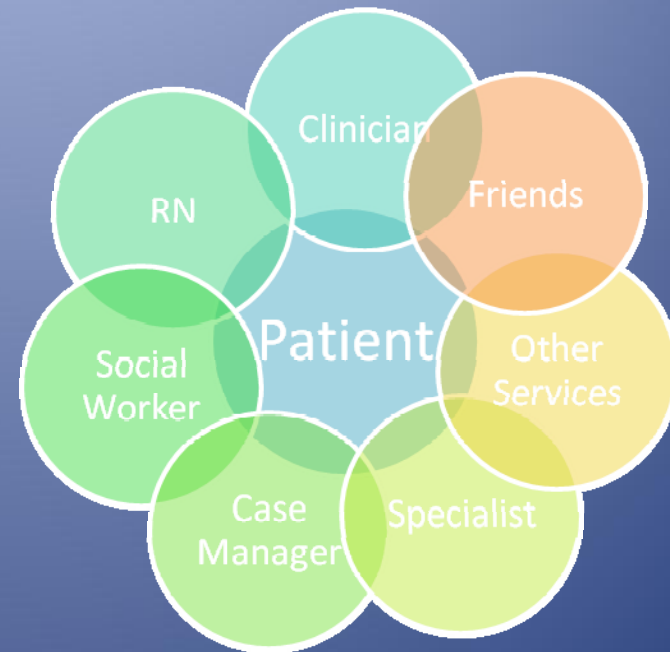 Clinician
Friends
RN
Patient
Other
Services
Social
Worker
Case
Manager
Specialist